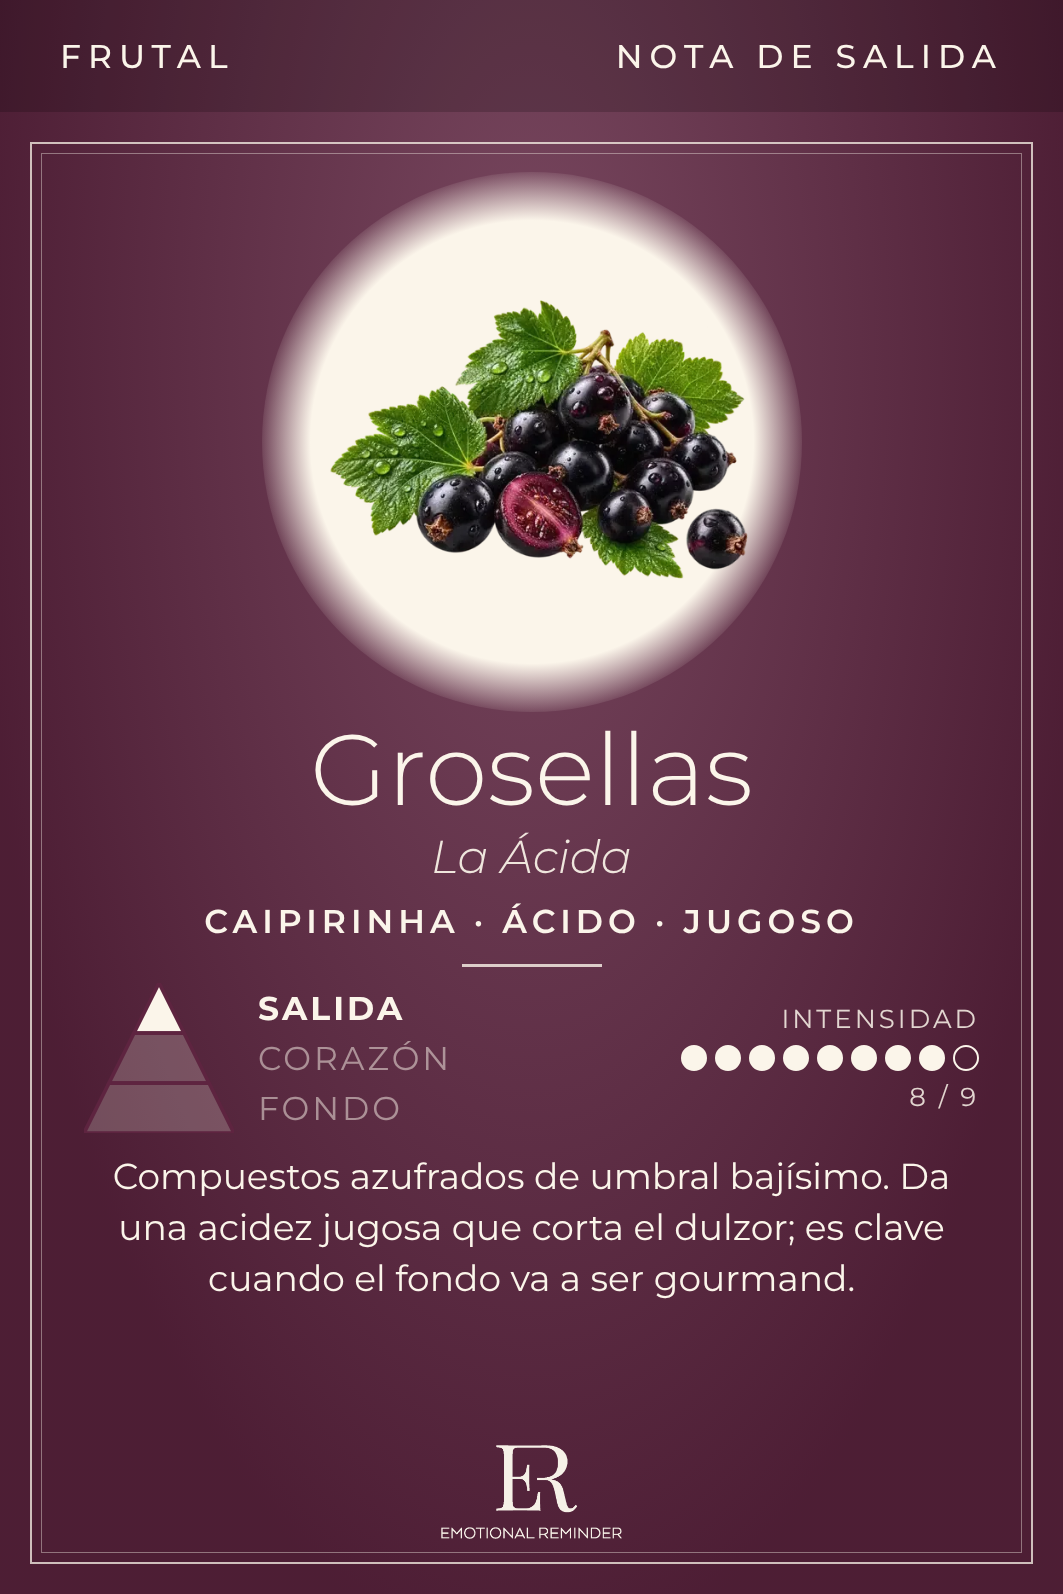 FRUTAL
NOTA DE SALIDA
Grosellas
La Ácida
CAIPIRINHA · ÁCIDO · JUGOSO
SALIDA
CORAZÓN
FONDO
INTENSIDAD
8 / 9
Compuestos azufrados de umbral bajísimo. Da
una acidez jugosa que corta el dulzor; es clave
cuando el fondo va a ser gourmand.
ER
EMOTIONAL REMINDER